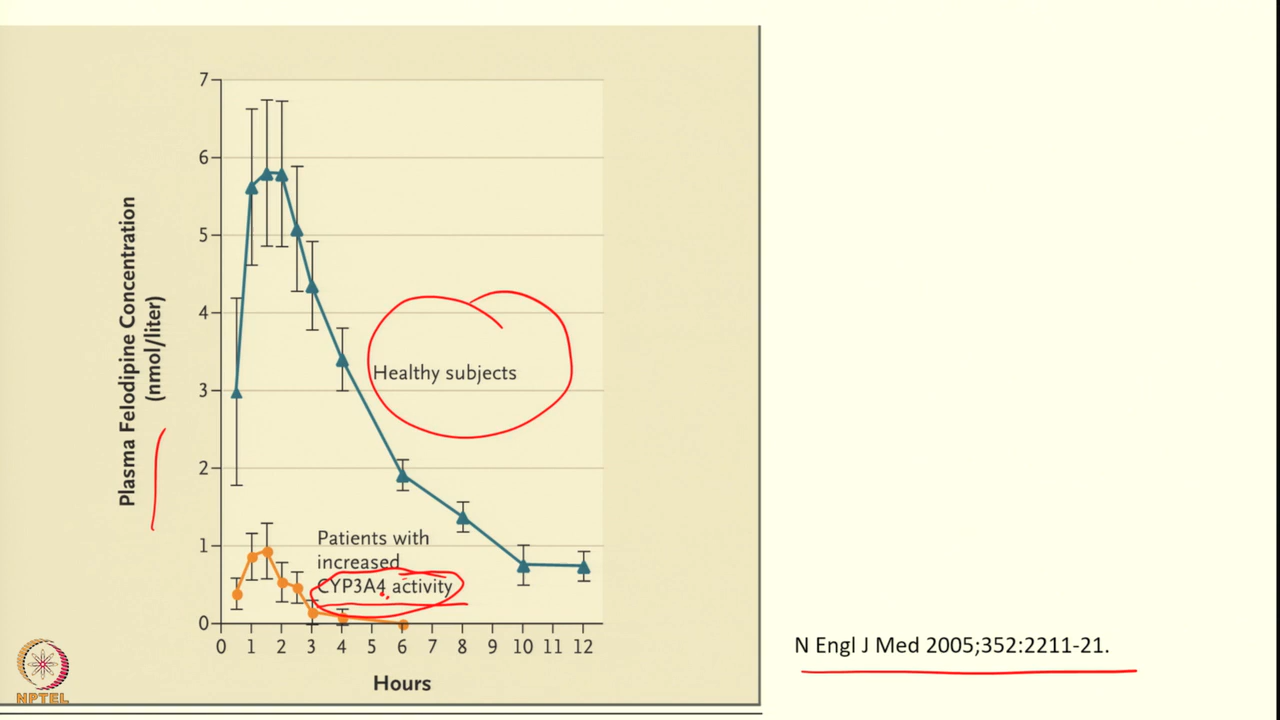 Plasma Felodipine Concentration
(nmol/liter)
7
6
5
4
3
2
1
0
Healthy subjects
Patients with
increased
CYP3A4 activity
0 1 2 3 4 5 6 7 8 9 10 11 12
Hours
N Engl J Med 2005;352:2211-21.
NPTEL